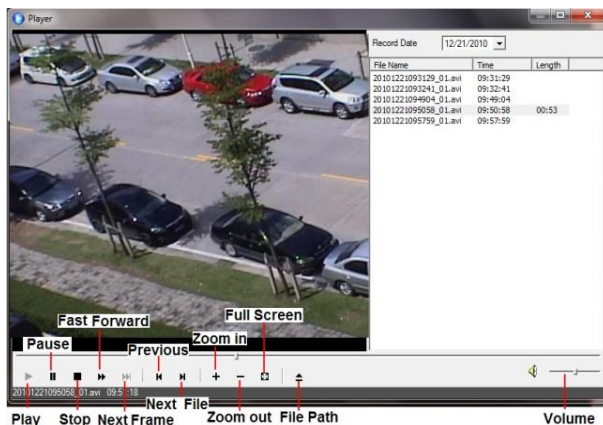 Player
Record Date 12/21/2010
File Name Time Length
20101221093129_01.avi 09:31:29
20101221093241_01.avi 09:32:41
20101221094904_01.avi 09:49:04
20101221095058_01.avi 09:50:58 00:53
20101221095759_01.avi 09:57:59
Full Screen
Fast Forward
Zoom in
Pause
Previous
20101221095058_01.avi
Next File
Play Stop Next Frame Zoom out File Path Volume